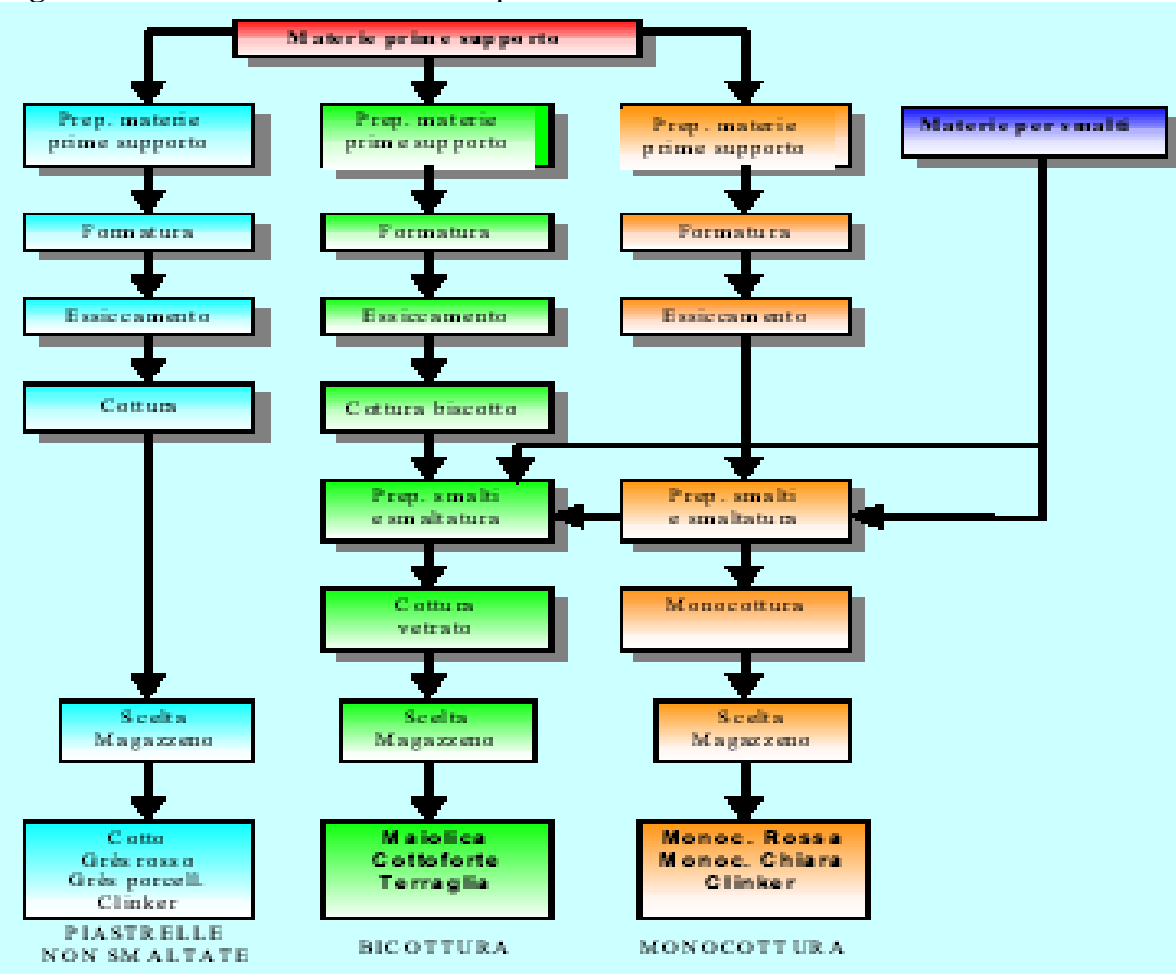 Materie prime supporto
Prep. materie
prime supporto
Prep. materie
prime supporto
Prep. materie
prime supporto
Materie per smalti
Formatura
Formatura
Formatura
Essiccamento
Essiccamento
Essiccamento
Cottura
Cottura biscotto
Prep. smalti
e smaltatura
Prep. smalti
e smaltatura
Cottura
vetrato
Monocottura
Scelta
Magazzeno
Scelta
Magazzeno
Scelta
Magazzeno
Cotto
Grès rosso
Grès porcell.
Clinker
Maiolica
Cottoforte
Terraglia
Monoc. Rossa
Monoc. Chiara
Clinker
PIASTRELLE
NON SMALTATE
BICOTTURA
MONOCOTTURA